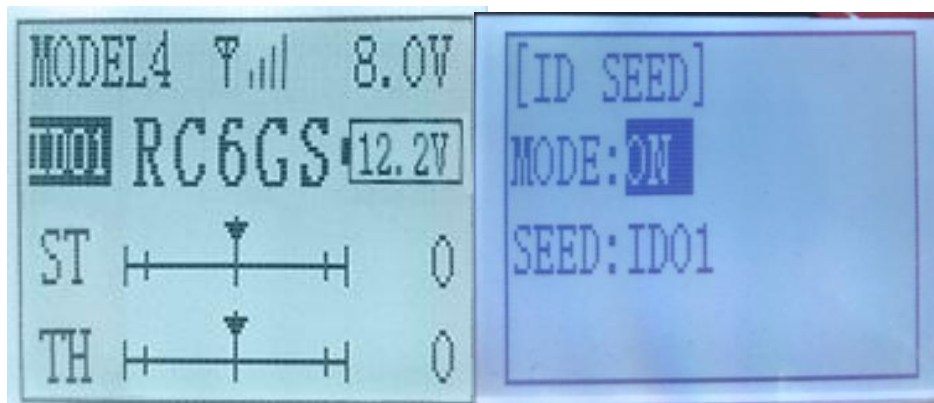 MODEL4 8.0V
ID01 RC6GS 12.2V
ST 0
TH 0
[ID SEED]
MODE:ON
SEED:ID01